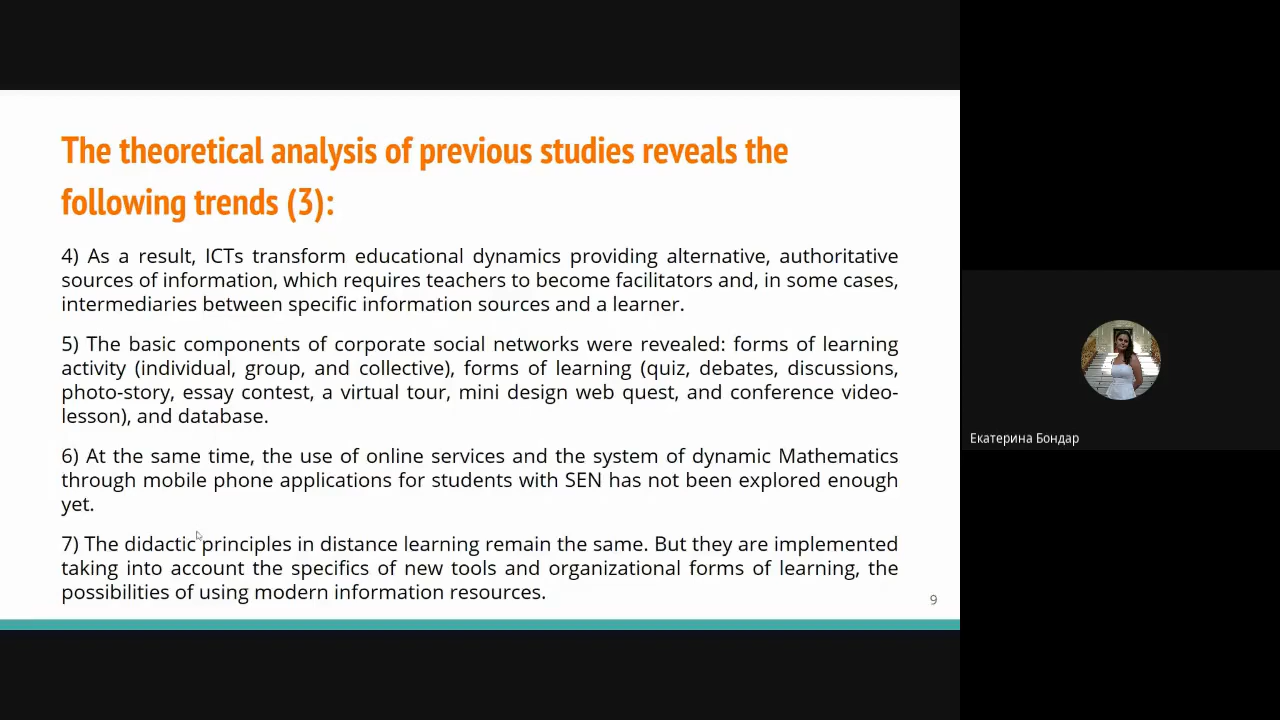 The theoretical analysis of previous studies reveals the
following trends (3):
4) As a result, ICTs transform educational dynamics providing alternative, authoritative
sources of information, which requires teachers to become facilitators and, in some cases,
intermediaries between specific information sources and a learner.
5) The basic components of corporate social networks were revealed: forms of learning
activity (individual, group, and collective), forms of learning (quiz, debates, discussions,
photo-story, essay contest, a virtual tour, mini design web quest, and conference video-
lesson), and database.
6) At the same time, the use of online services and the system of dynamic Mathematics
through mobile phone applications for students with SEN has not been explored enough
yet.
7) The didactic principles in distance learning remain the same. But they are implemented
taking into account the specifics of new tools and organizational forms of learning, the
possibilities of using modern information resources.
9
Екатерина Бондар